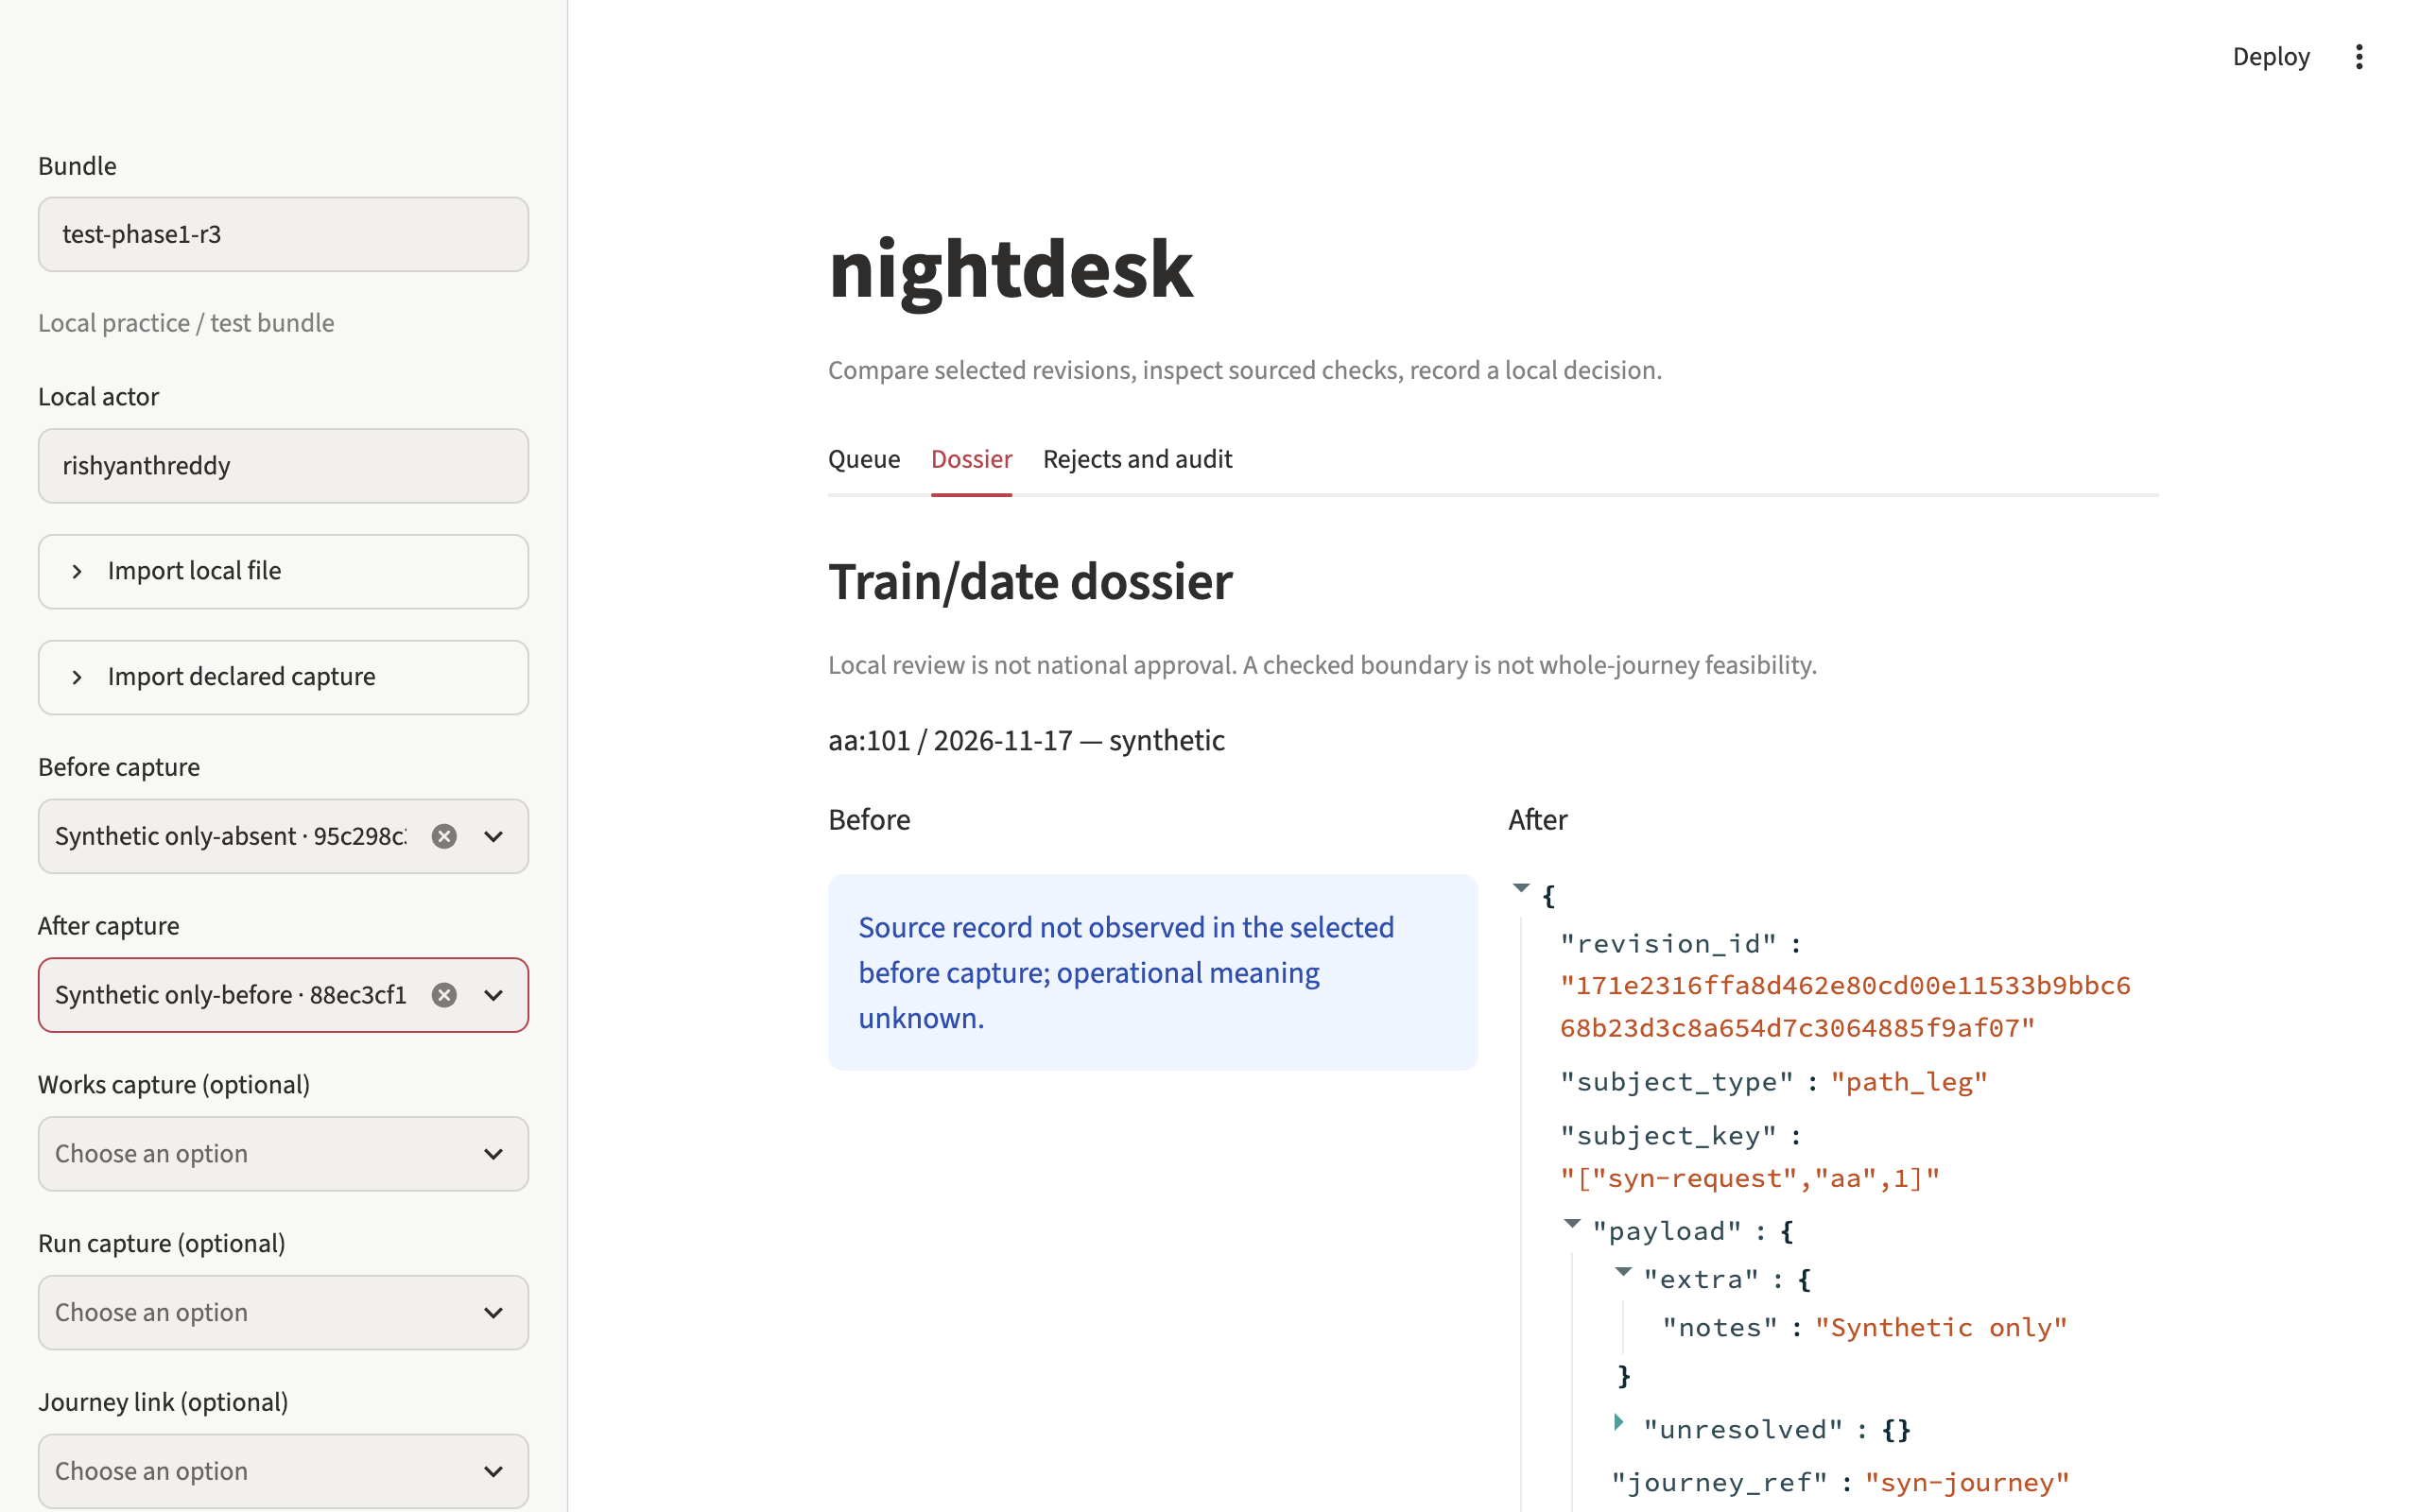 Deploy
Bundle
test-phase1-r3
Local practice / test bundle
Local actor
rishyanthreddy
Import local file
Import declared capture
Before capture
Synthetic only-absent · 95c298c
After capture
Synthetic only-before · 88ec3cf1
Works capture (optional)
Choose an option
Run capture (optional)
Choose an option
Journey link (optional)
Choose an option
nightdesk
Compare selected revisions, inspect sourced checks, record a local decision.
Queue Dossier Rejects and audit
Train/date dossier
Local review is not national approval. A checked boundary is not whole-journey feasibility.
aa:101 / 2026-11-17 — synthetic
Before
Source record not observed in the selected
before capture; operational meaning
unknown.
After
{
"revision_id" :
"171e2316ffa8d462e80cd00e11533b9bbc6
68b23d3c8a654d7c3064885f9af07"
"subject_type" : "path_leg"
"subject_key" :
"["syn-request","aa",1]"
"payload" : {
"extra" : {
"notes" : "Synthetic only"
}
"unresolved" : {}
"journey_ref" : "syn-journey"